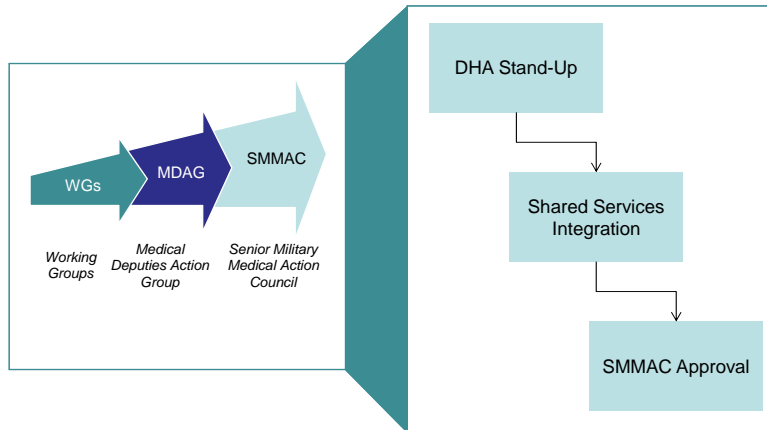 WGs
MDAG
SMMAC
Working
Groups
Medical
Deputies Action
Group
Senior Military
Medical Action
Council
DHA Stand-Up
Shared Services
Integration
SMMAC Approval